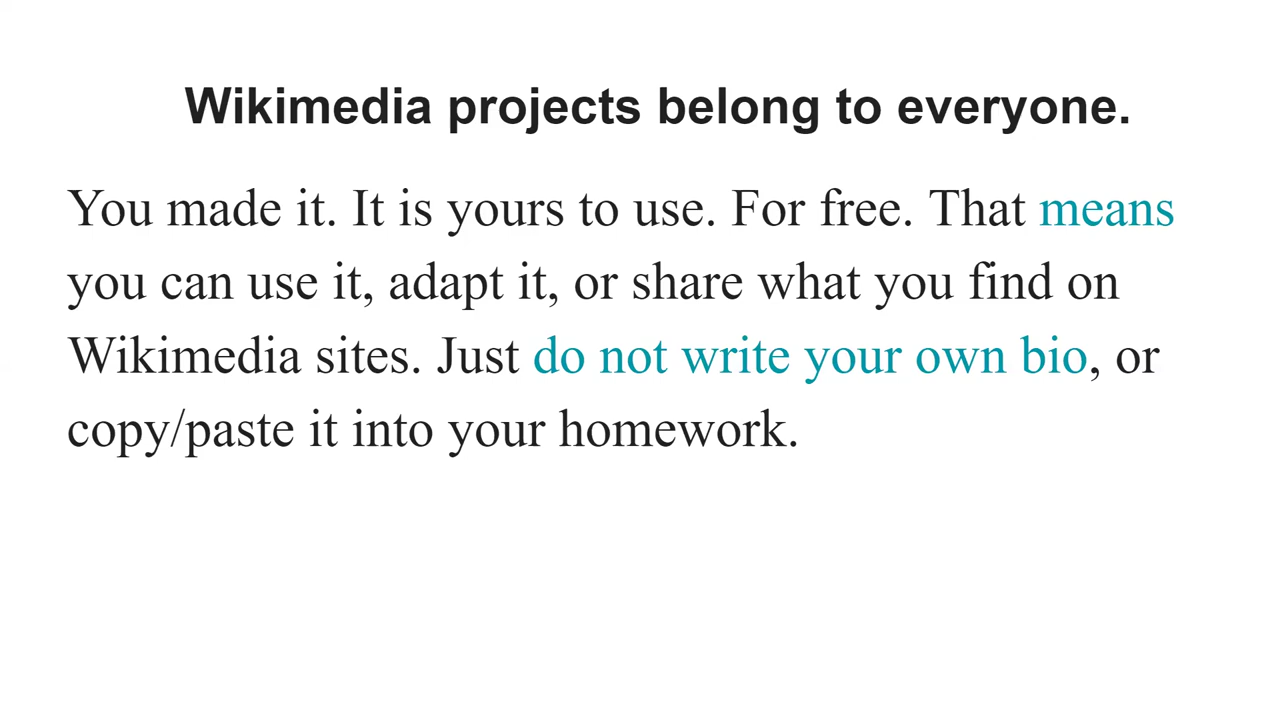 Wikimedia projects belong to everyone.
You made it. It is yours to use. For free. That means
you can use it, adapt it, or share what you find on
Wikimedia sites. Just do not write your own bio, or
copy/paste it into your homework.